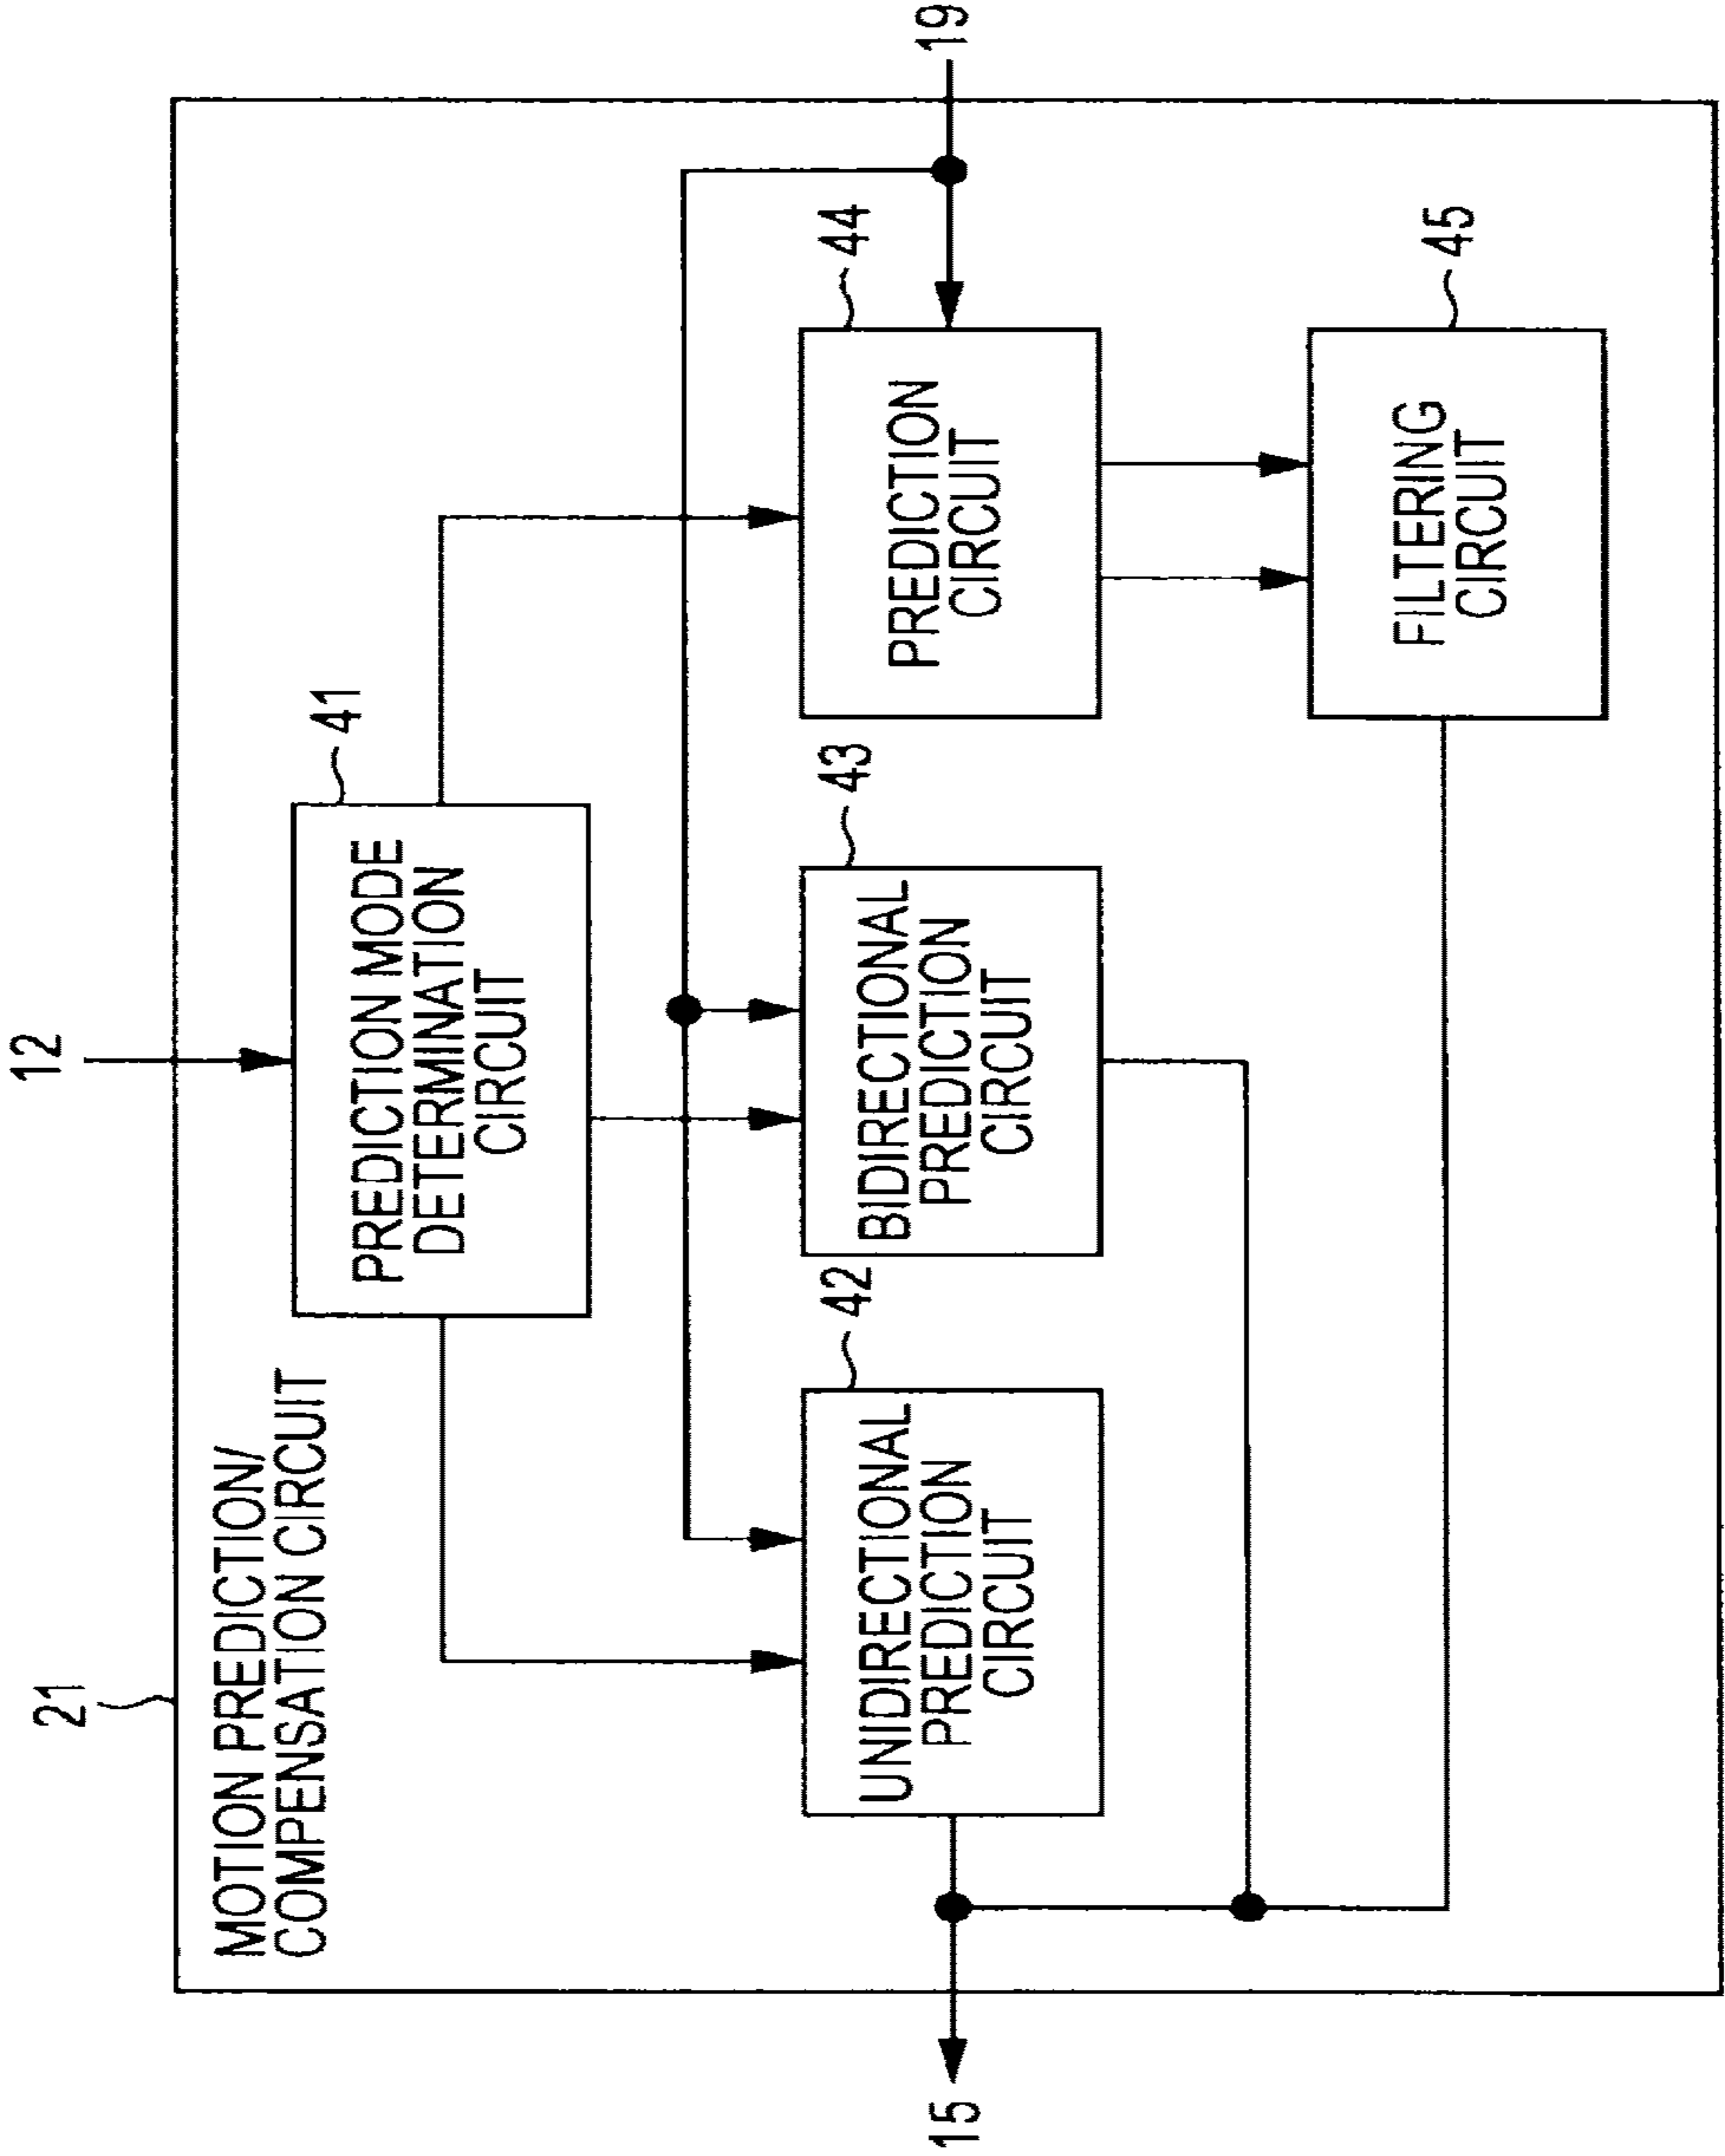 12
21
MOTION PREDICTION/
COMPENSATION CIRCUIT
41
PREDICTION MODE
DETERMINATION
CIRCUIT
42
UNIDIRECTIONAL
PREDICTION
CIRCUIT
43
BIDIRECTIONAL
PREDICTION
CIRCUIT
44
PREDICTION
CIRCUIT
19
15
45
FILTERING
CIRCUIT